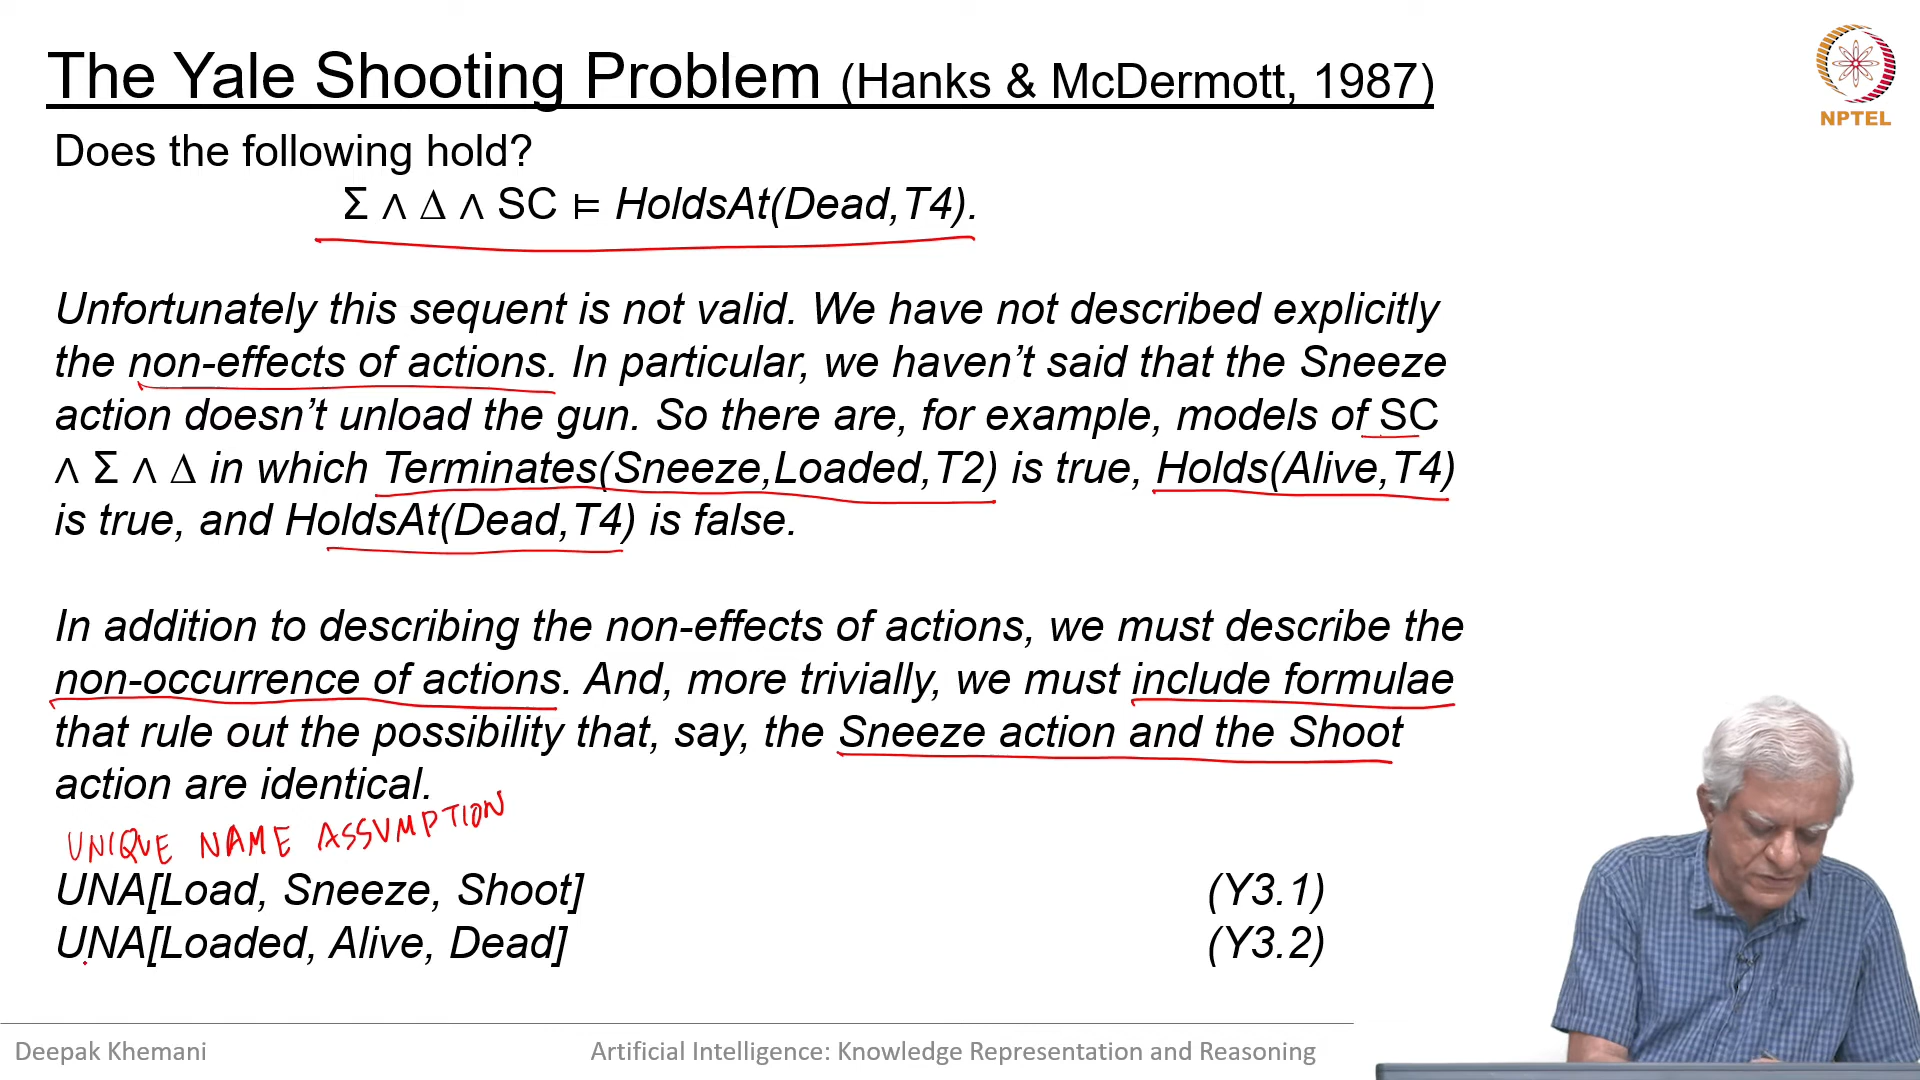 The Yale Shooting Problem (Hanks & McDermott, 1987)
NPTEL
Does the following hold?
Σ ∧ Δ ∧ SC ⊨ HoldsAt(Dead,T4).
Unfortunately this sequent is not valid. We have not described explicitly
the non-effects of actions. In particular, we haven't said that the Sneeze
action doesn't unload the gun. So there are, for example, models of SC
∧ Σ ∧ Δ in which Terminates(Sneeze,Loaded,T2) is true, Holds(Alive,T4)
is true, and HoldsAt(Dead,T4) is false.
In addition to describing the non-effects of actions, we must describe the
non-occurrence of actions. And, more trivially, we must include formulae
that rule out the possibility that, say, the Sneeze action and the Shoot
action are identical.
UNIQUE NAME ASSUMPTION
UNA[Load, Sneeze, Shoot] (Y3.1)
UNA[Loaded, Alive, Dead] (Y3.2)
Deepak Khemani Artificial Intelligence: Knowledge Representation and Reasoning